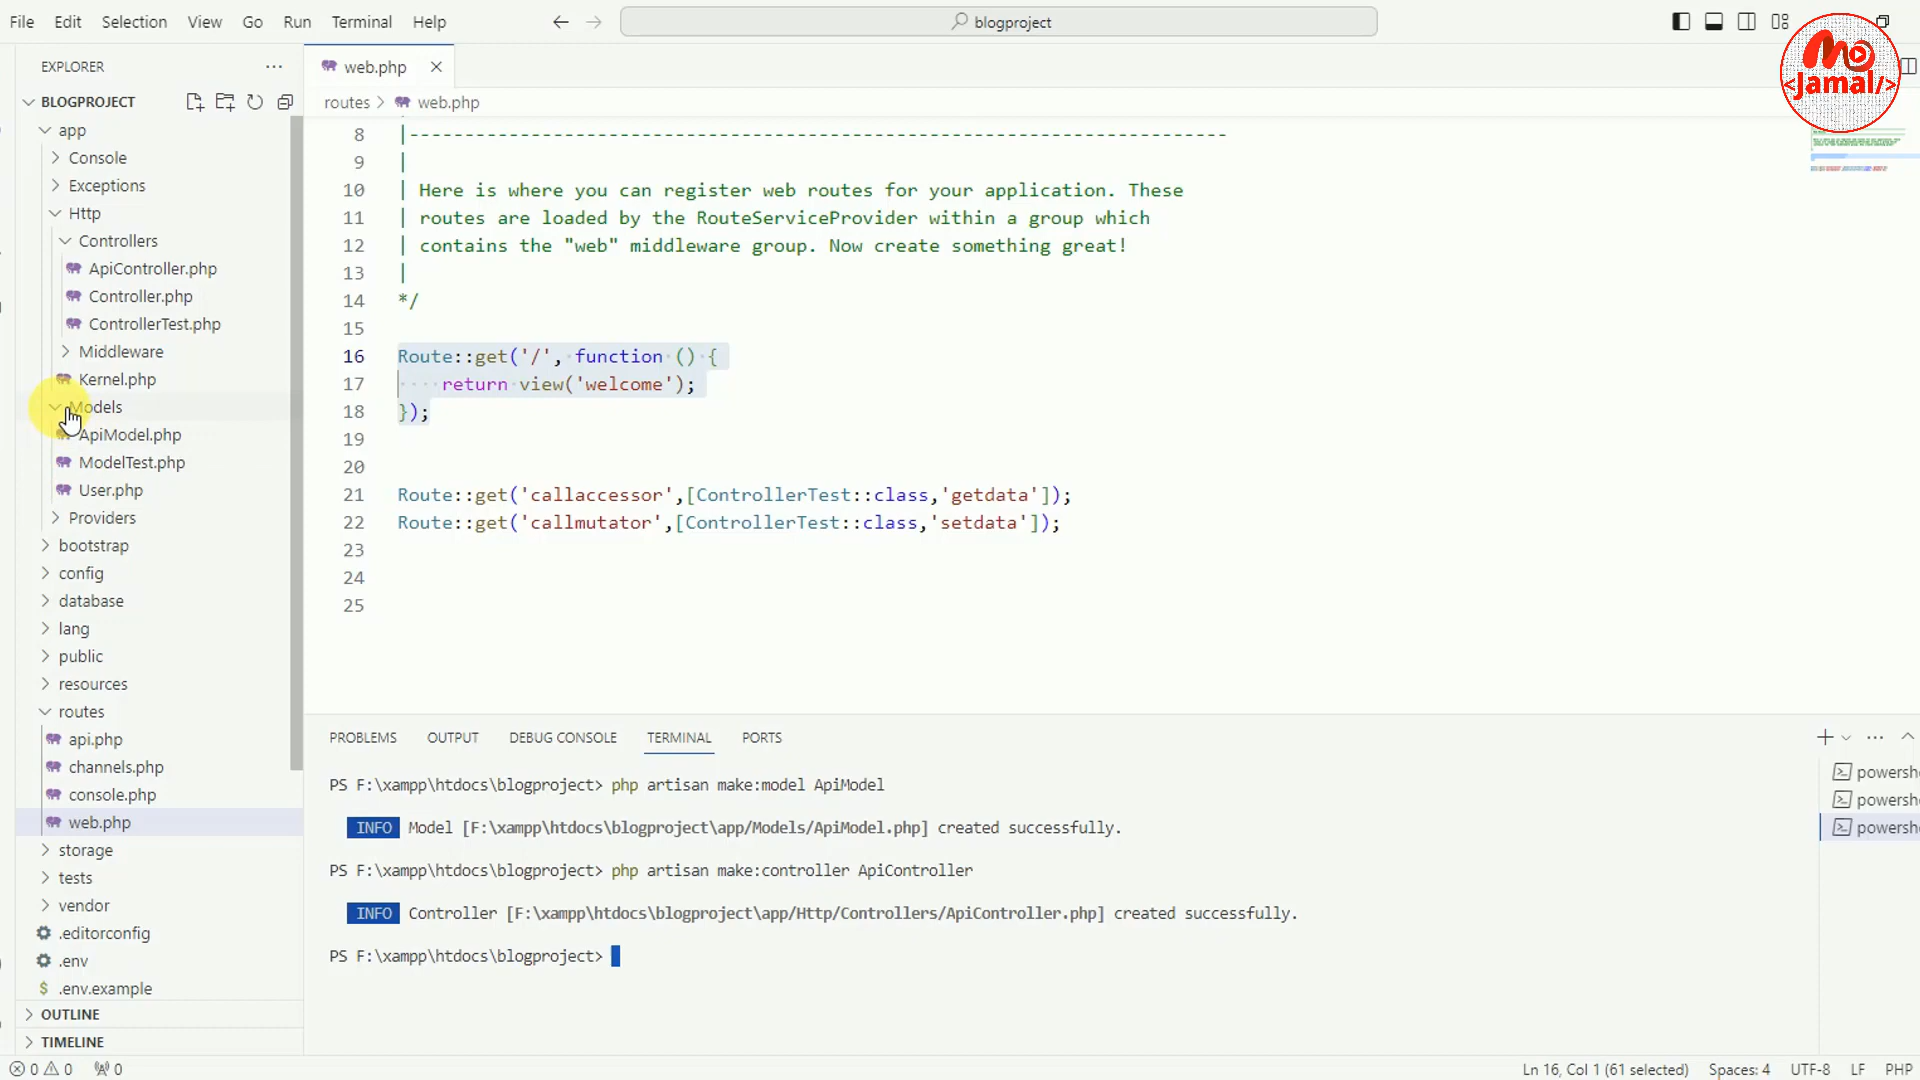 File Edit Selection View Go Run Terminal Help
blogproject
Mo
<Jamal/>
EXPLORER
web.php
BLOGPROJECT
routes > web.php
app
Console
Exceptions
Http
Controllers
ApiController.php
Controller.php
ControllerTest.php
Middleware
Kernel.php
Models
ApiModel.php
ModelTest.php
User.php
Providers
bootstrap
config
database
lang
public
resources
routes
api.php
channels.php
console.php
web.php
storage
tests
vendor
.editorconfig
.env
$ .env.example
OUTLINE
TIMELINE
8 |--------------------------------------------------------------------------
9 |
10 | Here is where you can register web routes for your application. These
11 | routes are loaded by the RouteServiceProvider within a group which
12 | contains the "web" middleware group. Now create something great!
13 |
14 */
15
16 Route::get('/', function () {
17 return view('welcome');
18 });
19
20
21 Route::get('callaccessor',[ControllerTest::class,'getdata']);
22 Route::get('callmutator',[ControllerTest::class,'setdata']);
23
24
25
PROBLEMS OUTPUT DEBUG CONSOLE TERMINAL PORTS
PS F:\xampp\htdocs\blogproject> php artisan make:model ApiModel
INFO Model [F:\xampp\htdocs\blogproject\app/Models/ApiModel.php] created successfully.
PS F:\xampp\htdocs\blogproject> php artisan make:controller ApiController
INFO Controller [F:\xampp\htdocs\blogproject\app/Http/Controllers/ApiController.php] created successfully.
PS F:\xampp\htdocs\blogproject>
powershe
powershe
powershe
0 0 0
Ln 16, Col 1 (61 selected) Spaces: 4 UTF-8 LF PHP